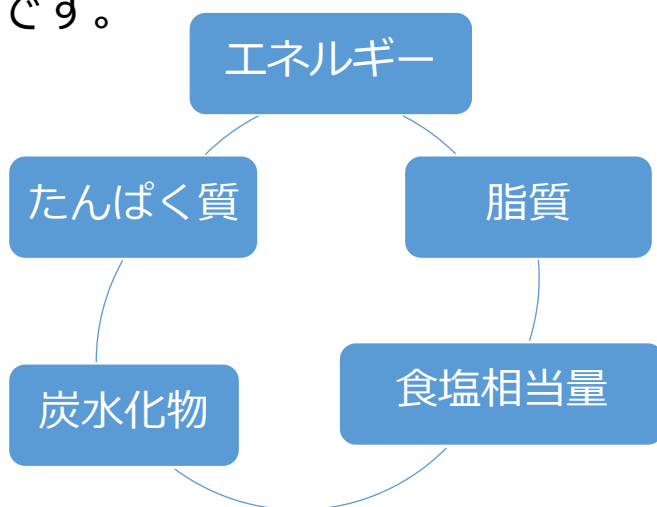 です。
エネルギー
たんぱく質
脂質
炭水化物
食塩相当量